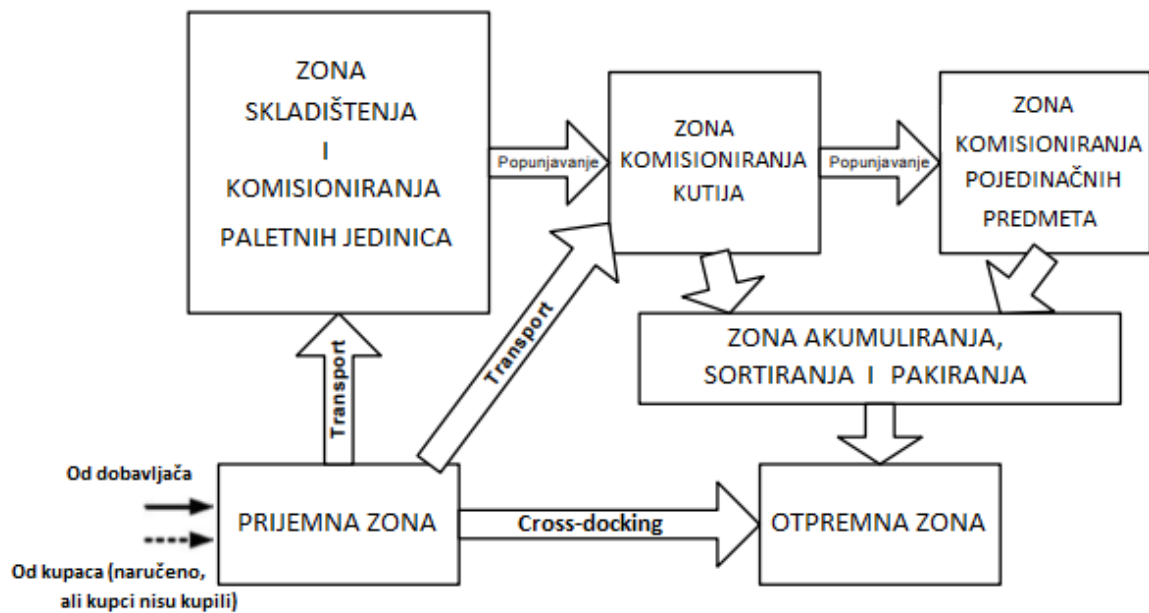 ZONA
SKLADIŠTENJA
I
KOMISIONIRANJA
PALETNIH JEDINICA
Popunjavanje
ZONA
KOMISIONIRANJA
KUTIJA
Popunjavanje
ZONA
KOMISIONIRANJA
POJEDINAČNIH
PREDMETA
Transport
Transport
ZONA AKUMULIRANJA,
SORTIRANJA I PAKIRANJA
Od dobavljača
PRIJEMNA ZONA
Cross-docking
OTPREMNA ZONA
Od kupaca (naručeno,
ali kupci nisu kupili)